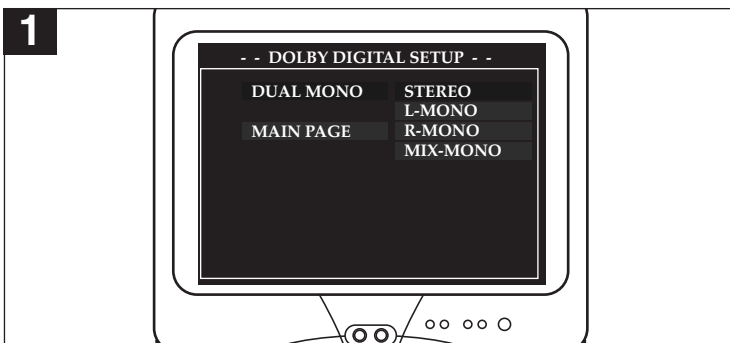 1
- - DOLBY DIGITAL SETUP - -
DUAL MONO STEREO
L-MONO
MAIN PAGE R-MONO
MIX-MONO